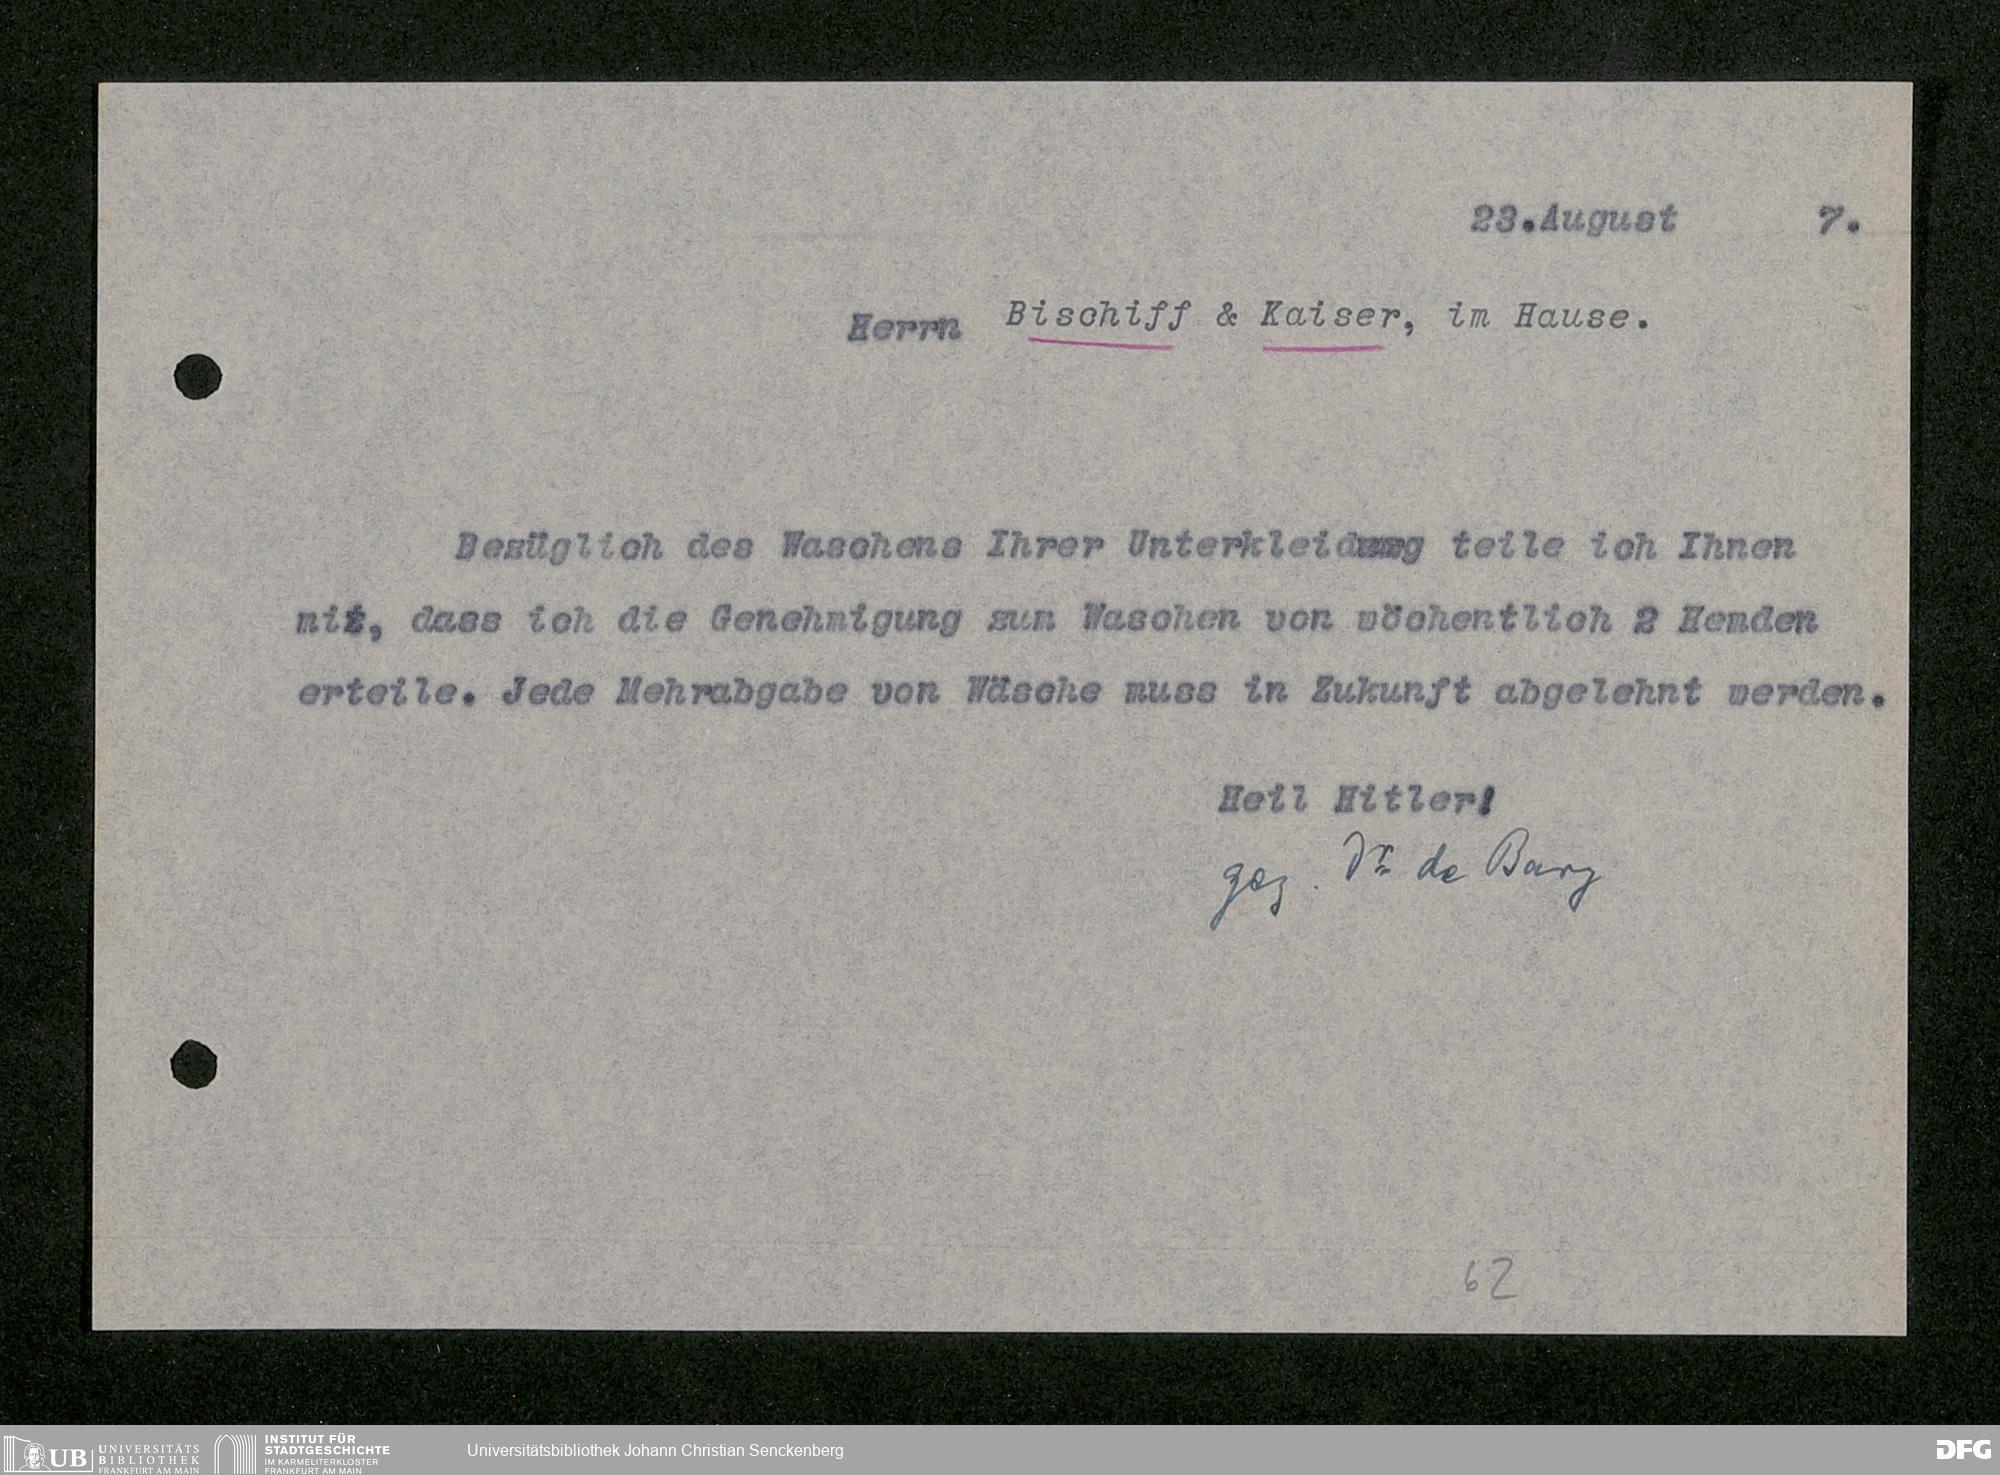 23.August 7.
Herrn Bischiff & Kaiser, im Hause.
Bezüglich des Waschens Ihrer Unterkleidung teile ich Ihnen
mit, dass ich die Genehmigung zum Waschen von wöchentlich 2 Hemden
erteile. Jede Mehrabgabe von Wäsche muss in Zukunft abgelehnt werden.
Heil Hitler!
gez. Dr de Bary
62
UB UNIVERSITÄTS
BIBLIOTHEK
FRANKFURT AM MAIN
INSTITUT FÜR
STADTGESCHICHTE
IM KARMELITERKLOSTER
FRANKFURT AM MAIN
Universitätsbibliothek Johann Christian Senckenberg
DFG